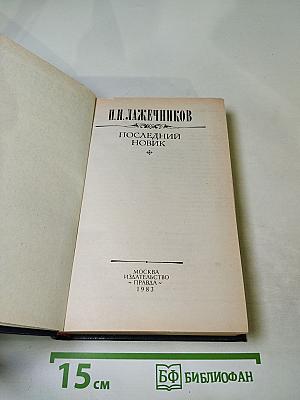 И.И. ЛАЖЕЧНИКОВ
ПОСЛЕДНИЙ
НОВИК
МОСКВА
ИЗДАТЕЛЬСТВО
~ПРАВДА~
1983
15 см
БФ БИБЛИОФАН